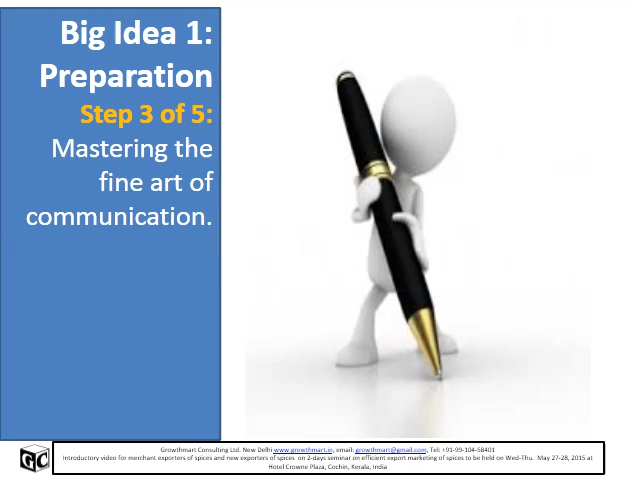 Big Idea 1:
Preparation
Step 3 of 5:
Mastering the
fine art of
communication.
GC
Growthmart Consulting Ltd. New Delhi www.growthmart.in, email: growthmart@gmail.com, Tel: +91-99-104-58401
Introductory video for merchant exporters of spices and new exporters of spices on 2-days seminar on efficient export marketing of spices to be held on Wed-Thu. May 27-28, 2015 at
Hotel Crowne Plaza, Cochin, Kerala, India